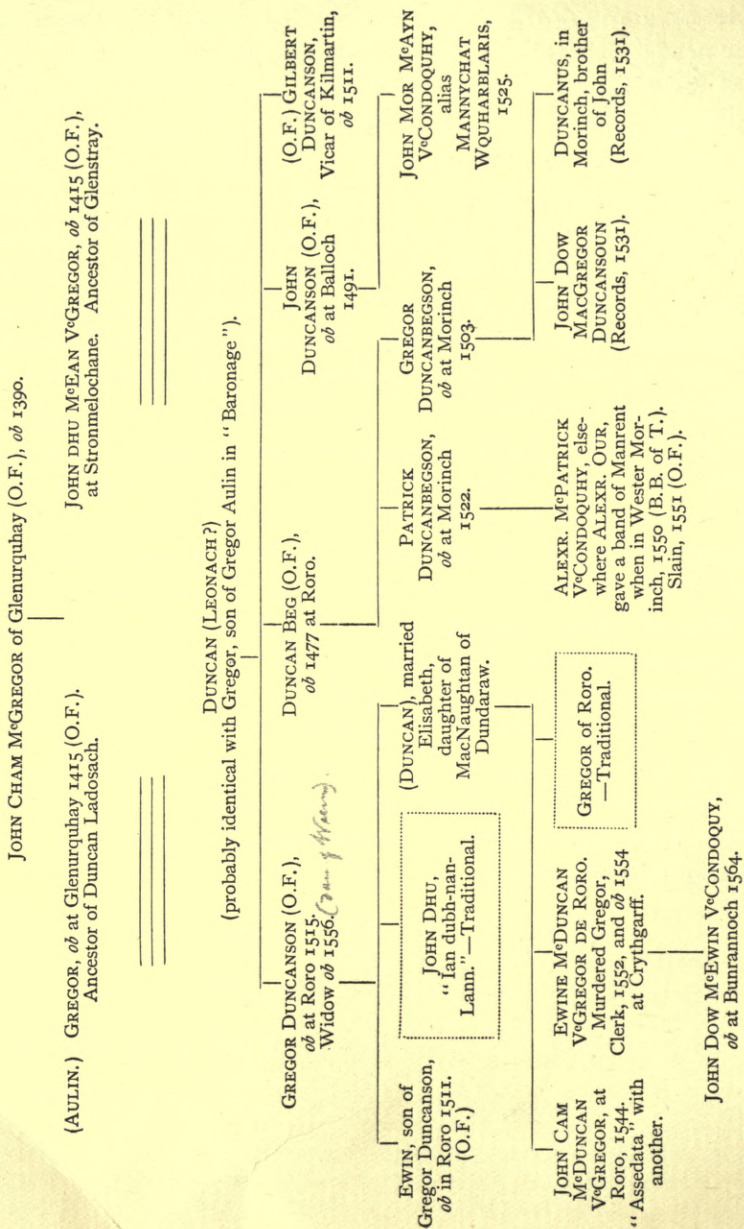 JOHN CHAM McGREGOR of Glenurquhay (O.F.), ob 1390.
(AULIN.) GREGOR, ob at Glenurquhay 1415 (O.F.).
Ancestor of Duncan Ladosach.
JOHN DHU McEAN VcGREGOR, ob 1415 (O.F.),
at Stronmelochane. Ancestor of Glenstray.
DUNCAN (LEONACH ?)
(probably identical with Gregor, son of Gregor Aulin in “ Baronage ”).
GREGOR DUNCANSON (O.F.),
ob at Roro 1515.
Widow ob 1556.
DUNCAN BEG (O.F.),
ob 1477 at Roro.
JOHN
DUNCANSON (O.F.),
ob at Balloch
1491.
(O.F.) GILBERT
DUNCANSON,
Vicar of Kilmartin,
ob 1511.
EWIN, son of
Gregor Duncanson,
ob in Roro 1511.
(O.F.)
JOHN DHU,
“ Ian dubh-nan-
Lann.”—Traditional.
(DUNCAN), married
Elisabeth,
daughter of
MacNaughtan of
Dundaraw.
PATRICK
DUNCANBEGSON,
ob at Morinch
1522.
GREGOR
DUNCANBEGSON,
ob at Morinch
1503.
JOHN MOR McAYN
VcCONDOQUHY,
alias
MANNYCHAT
WQUHARBLARIS,
1525.
JOHN CAM
McDUNCAN
VcGREGOR, at
Roro, 1544.
“ Assedata ” with
another.
EWINE McDUNCAN
VcGREGOR DE RORO.
Murdered Gregor,
Clerk, 1552, and ob 1554
at Crythgarff.
GREGOR of Roro.
—Traditional.
ALEXR. McPATRICK
VcCONDOQUHY, else-
where ALEXR. OUR,
gave a band of Manrent
when in Wester Mor-
inch, 1550 (B.B. of T.).
Slain, 1551 (O.F.).
JOHN DOW
MACGREGOR
DUNCANSOUN
(Records, 1531).
DUNCANUS, in
Morinch, brother
of John
(Records, 1531).
JOHN DOW McEWIN VcCONDOQUY,
ob at Bunrannoch 1564.